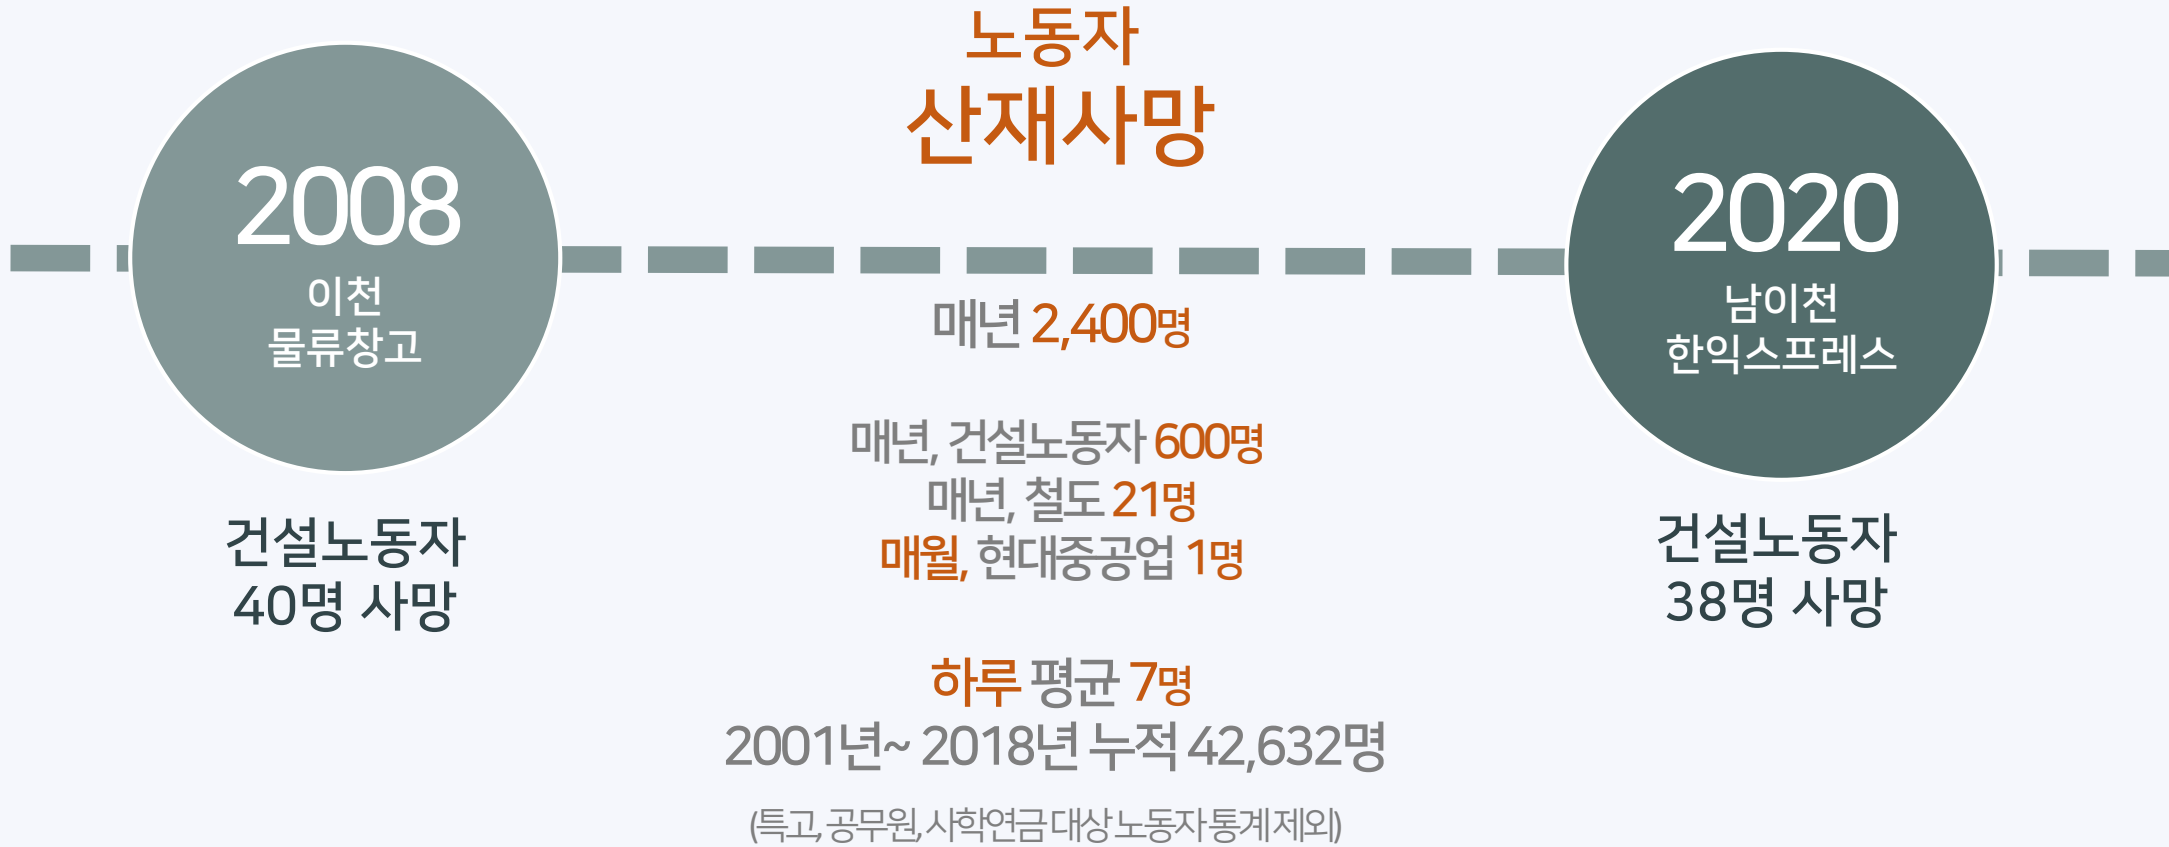 노동자
산재사망
2008
이천
물류창고
건설노동자
40명 사망
매년 2,400명
매년, 건설노동자 600명
매년, 철도 21명
매월, 현대중공업 1명
하루 평균 7명
2001년~ 2018년 누적 42,632명
(특고, 공무원, 사학연금 대상 노동자 통계 제외)
2020
남이천
한익스프레스
건설노동자
38명 사망